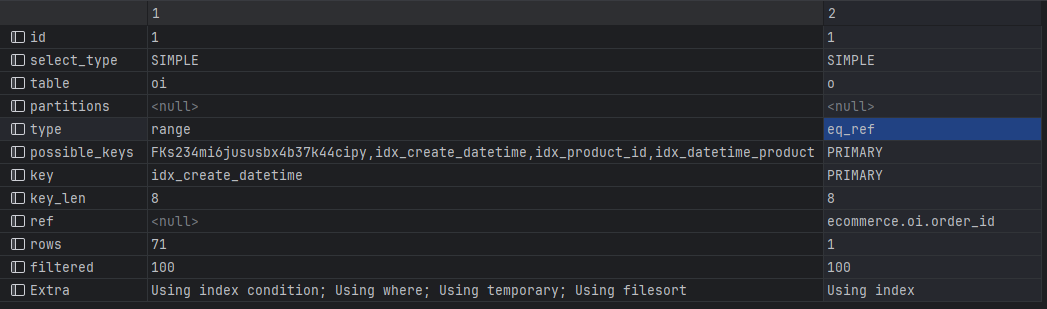 1 2
id 1 1
select_type SIMPLE SIMPLE
table oi o
partitions <null> <null>
type range eq_ref
possible_keys FKs234mi6jususbx4b37k44cipy,idx_create_datetime,idx_product_id,idx_datetime_product PRIMARY
key idx_create_datetime PRIMARY
key_len 8 8
ref <null> ecommerce.oi.order_id
rows 71 1
filtered 100 100
Extra Using index condition; Using where; Using temporary; Using filesort Using index